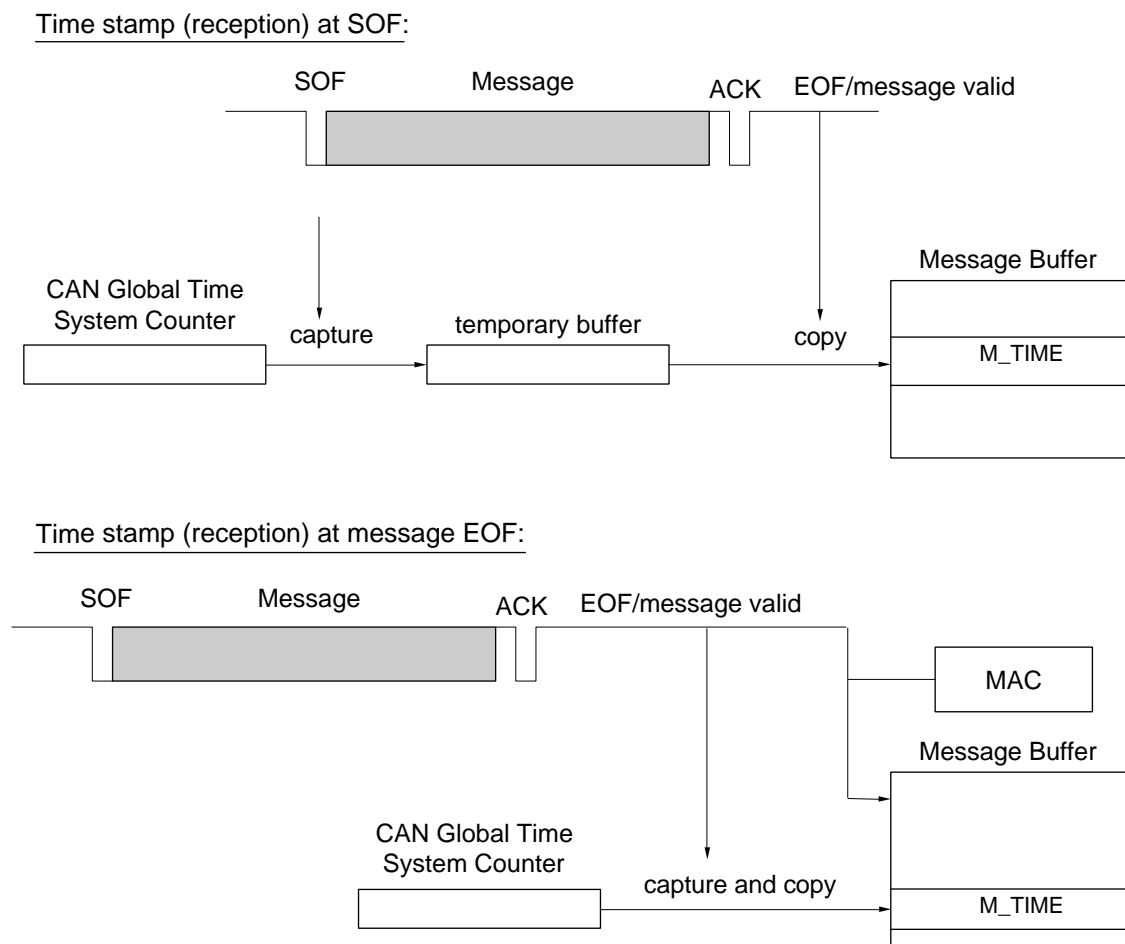 Time stamp (reception) at SOF:
SOF
Message
ACK
EOF/message valid
Message Buffer
CAN Global Time
System Counter
capture
temporary buffer
copy
M_TIME
Time stamp (reception) at message EOF:
SOF
Message
ACK
EOF/message valid
MAC
Message Buffer
CAN Global Time
System Counter
capture and copy
M_TIME